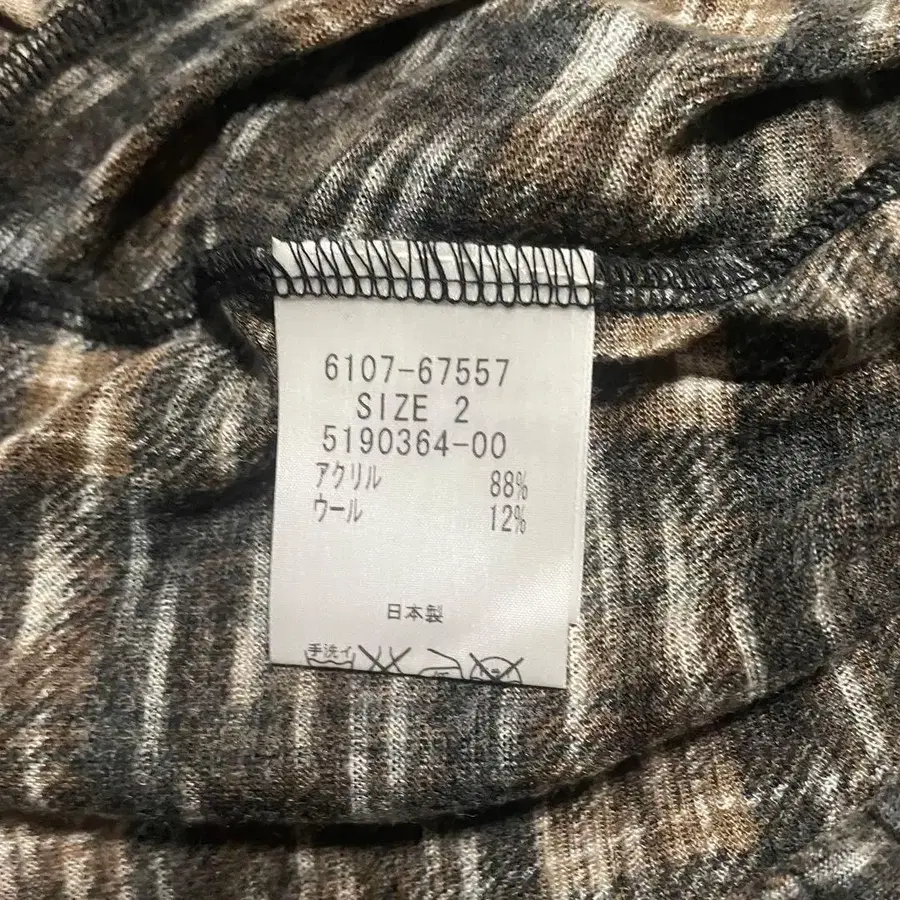 6107-67557
SIZE 2
5190364-00
アクリル 88%
ウール 12%
日本製
手洗イ